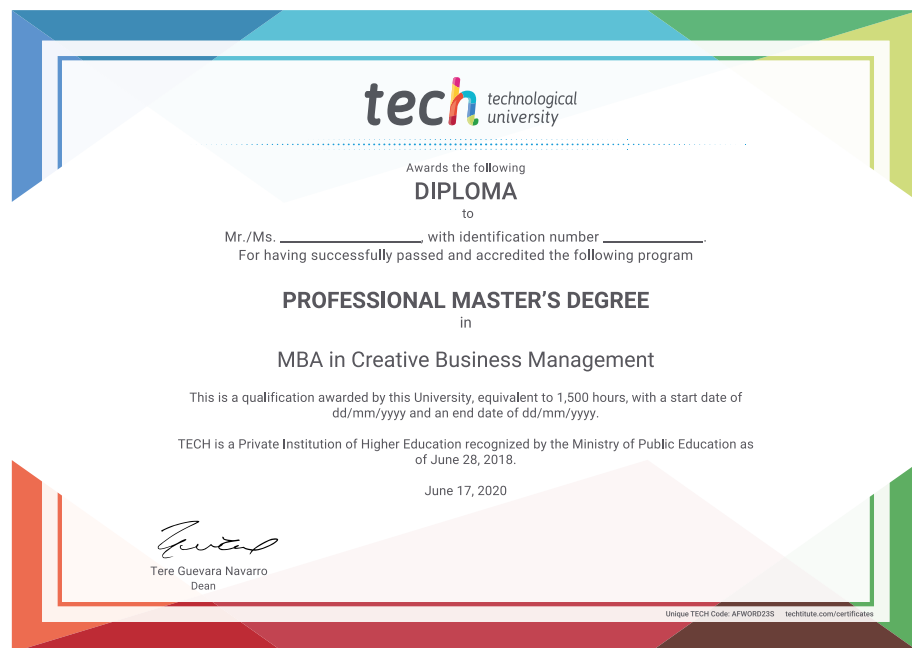 tech technological
university
Awards the following
DIPLOMA
to
Mr./Ms. ____________________, with identification number ______________.
For having successfully passed and accredited the following program
PROFESSIONAL MASTER'S DEGREE
in
MBA in Creative Business Management
This is a qualification awarded by this University, equivalent to 1,500 hours, with a start date of
dd/mm/yyyy and an end date of dd/mm/yyyy.
TECH is a Private Institution of Higher Education recognized by the Ministry of Public Education as
of June 28, 2018.
June 17, 2020
Tere Guevara Navarro
Dean
Unique TECH Code: AFWORD23S techtitute.com/certificates